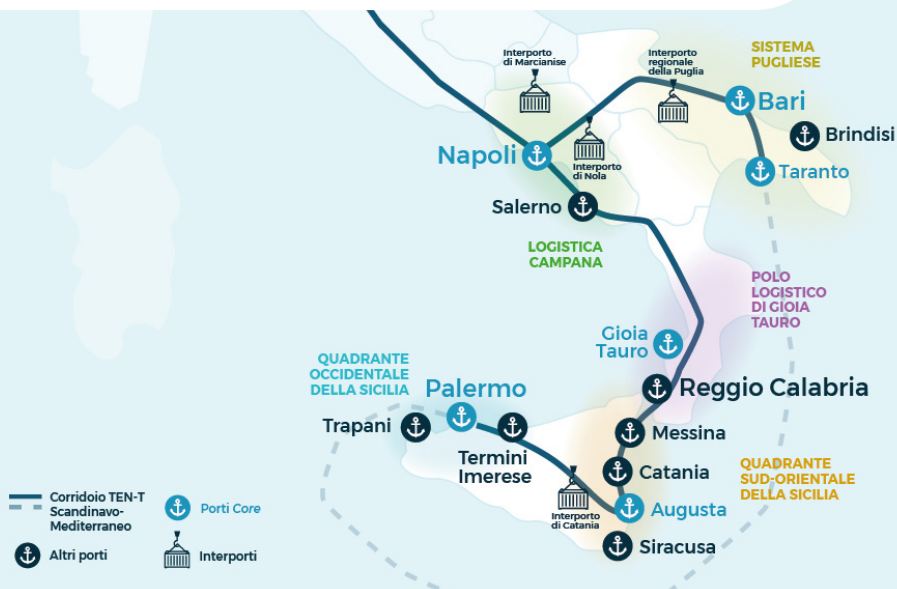 Interporto
di Marcianise
Interporto
regionale
della Puglia
SISTEMA
PUGLIESE
Bari
Brindisi
Napoli
Interporto
di Nola
Taranto
Salerno
LOGISTICA
CAMPANA
POLO
LOGISTICO
DI GIOIA
TAURO
Gioia
Tauro
QUADRANTE
OCCIDENTALE
DELLA SICILIA
Palermo
Reggio Calabria
Trapani
Messina
Termini
Imerese
Catania
QUADRANTE
SUD-ORIENTALE
DELLA SICILIA
Interporto
di Catania
Augusta
Siracusa
Corridoio TEN-T
Scandinavo-
Mediterraneo
Porti Core
Altri porti
Interporti